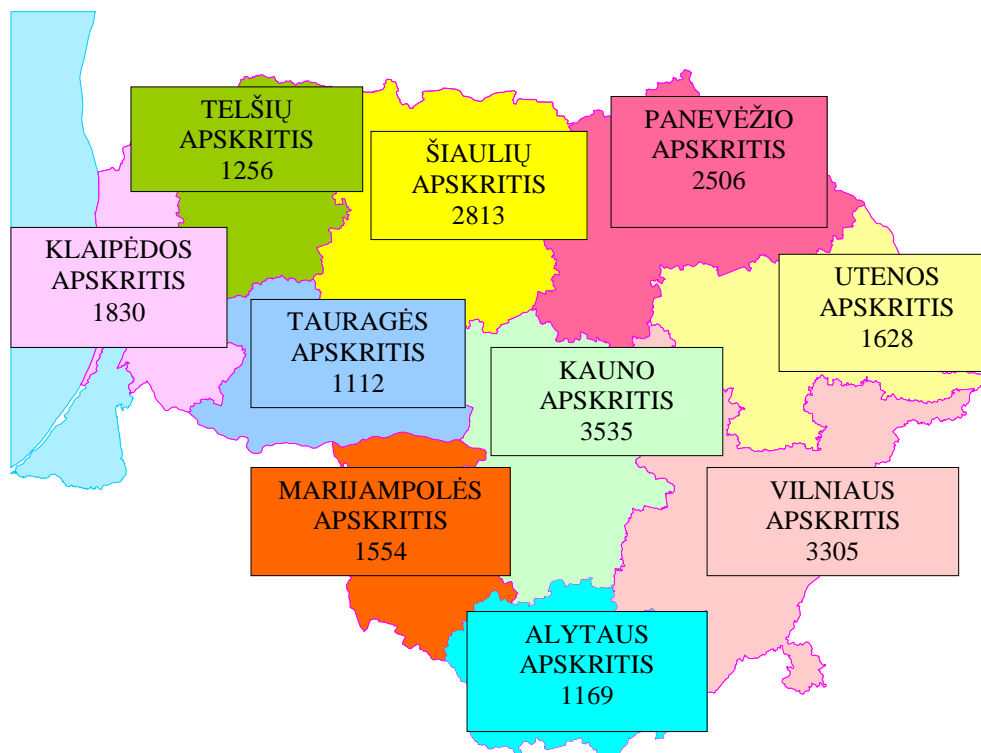 TELŠIŲ
APSKRITIS
1256
ŠIAULIŲ
APSKRITIS
2813
PANEVĖŽIO
APSKRITIS
2506
KLAIPĖDOS
APSKRITIS
1830
TAURAGĖS
APSKRITIS
1112
UTENOS
APSKRITIS
1628
KAUNO
APSKRITIS
3535
MARIJAMPOLĖS
APSKRITIS
1554
VILNIAUS
APSKRITIS
3305
ALYTAUS
APSKRITIS
1169